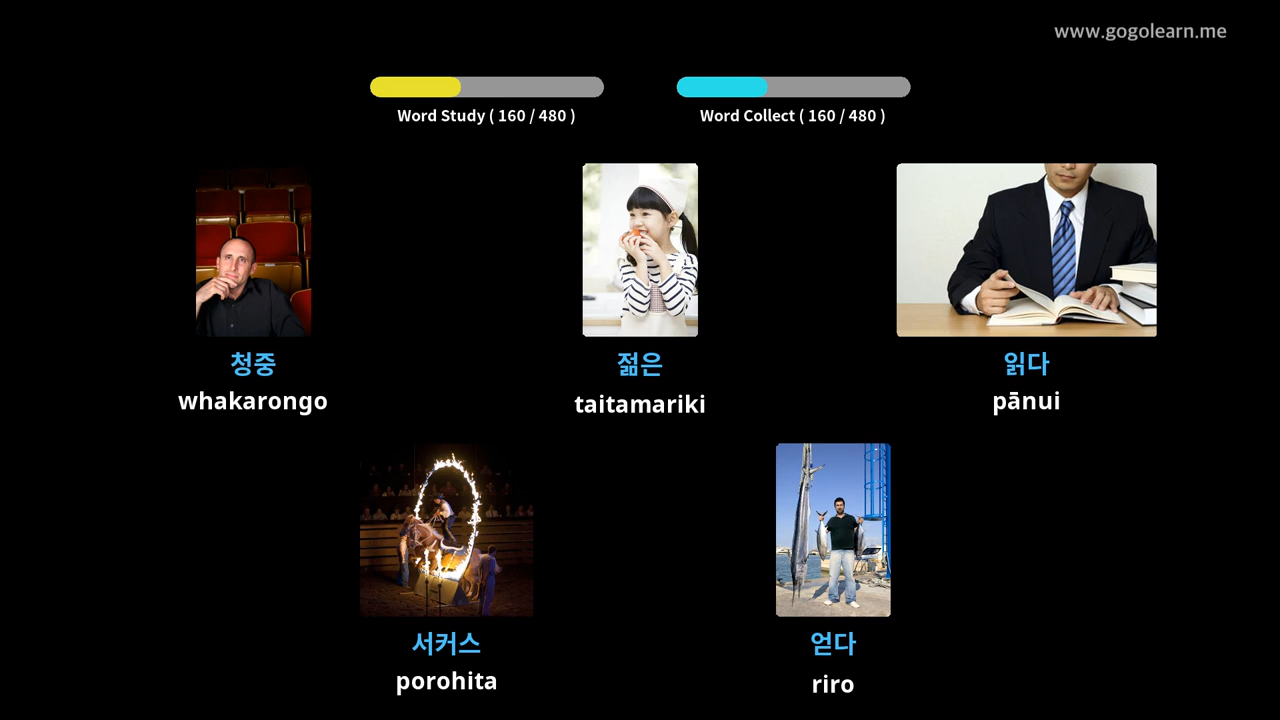 www.gogolearn.me
Word Study ( 160 / 480 )
Word Collect ( 160 / 480 )
청중
whakarongo
젊은
taitamariki
읽다
pānui
서커스
porohita
얻다
riro